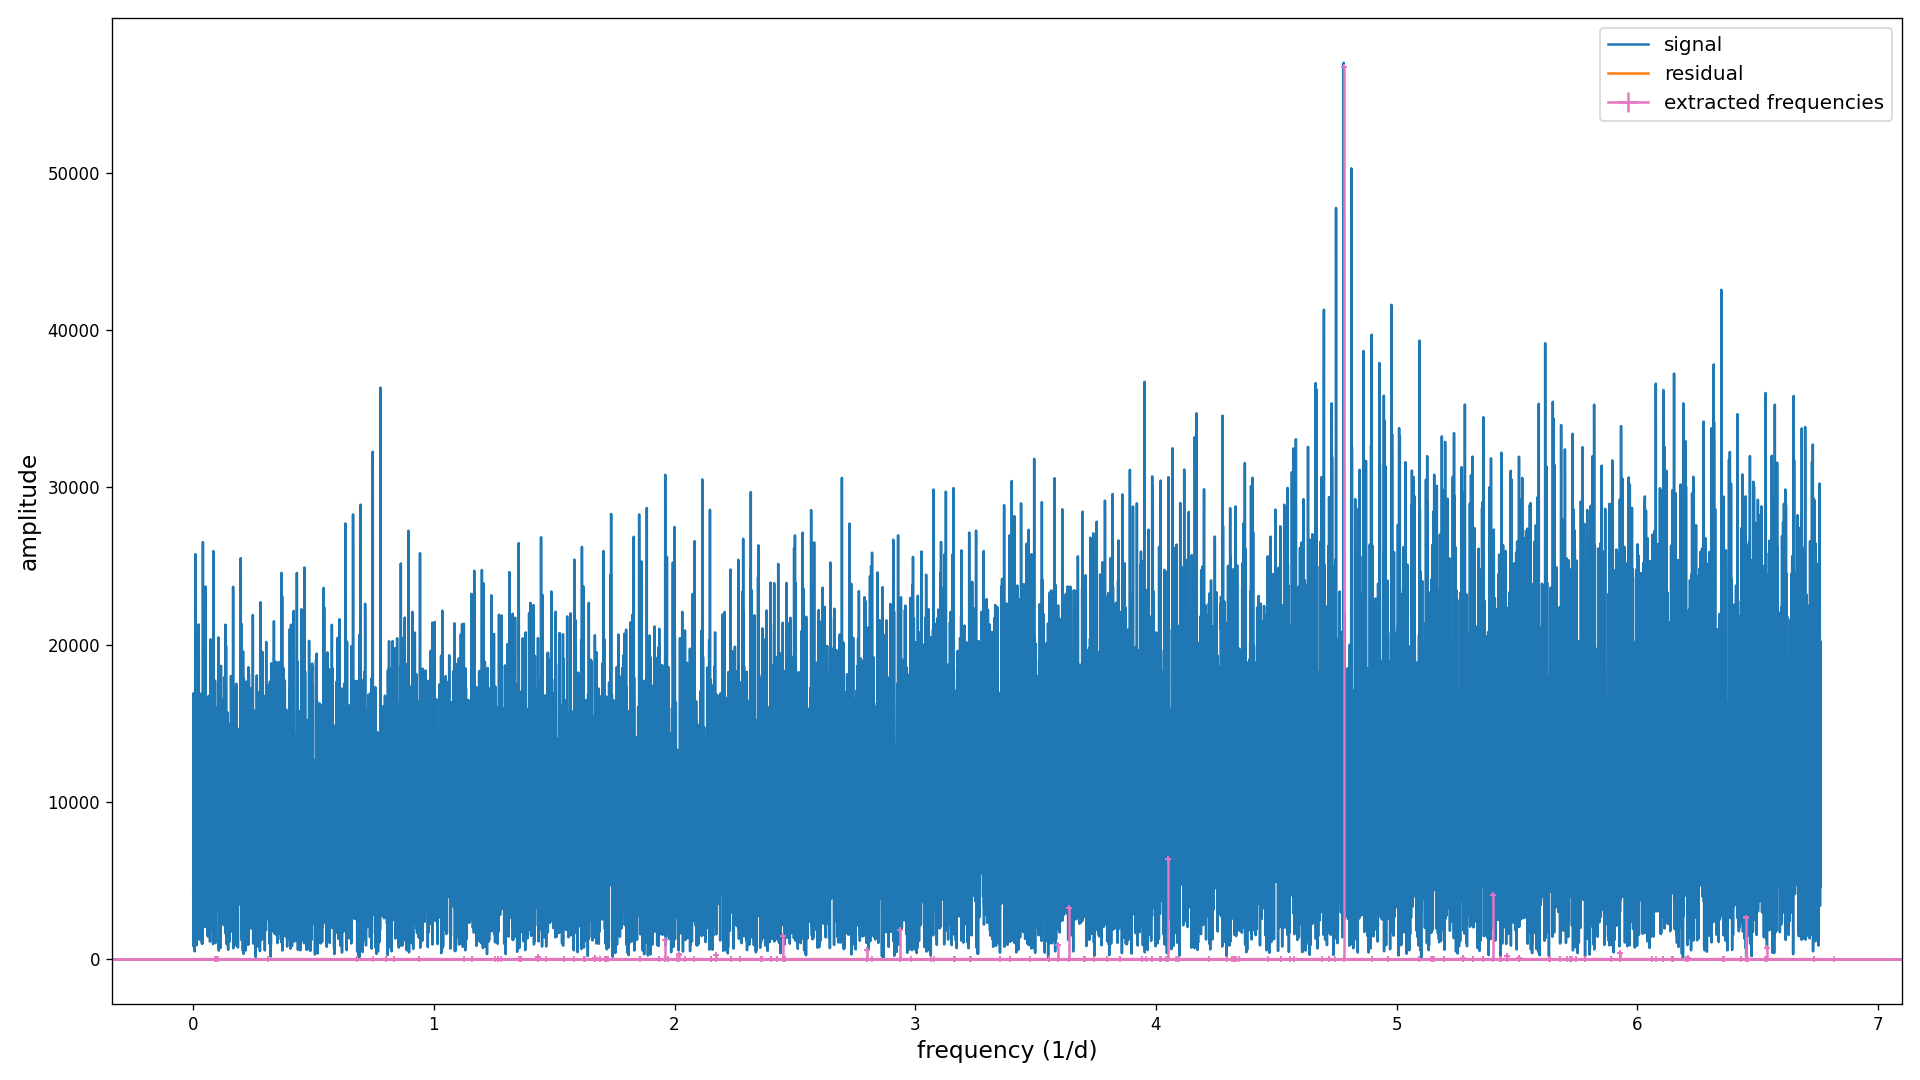 signal
residual
extracted frequencies
amplitude
50000
40000
30000
20000
10000
0
0 1 2 3 4 5 6 7
frequency (1/d)